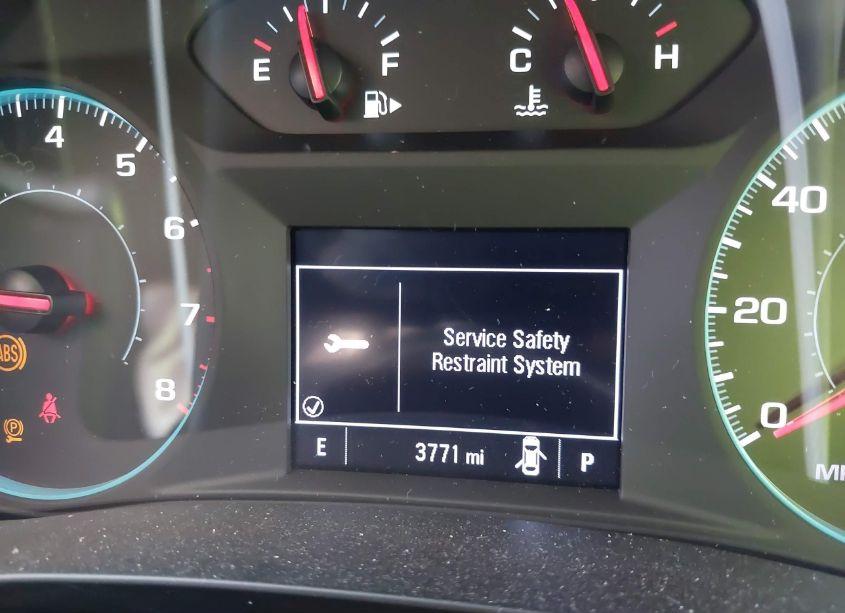 E
F
C
H
4
5
6
7
8
ABS
P
Service Safety
Restraint System
E
3771 mi
P
40
20
0